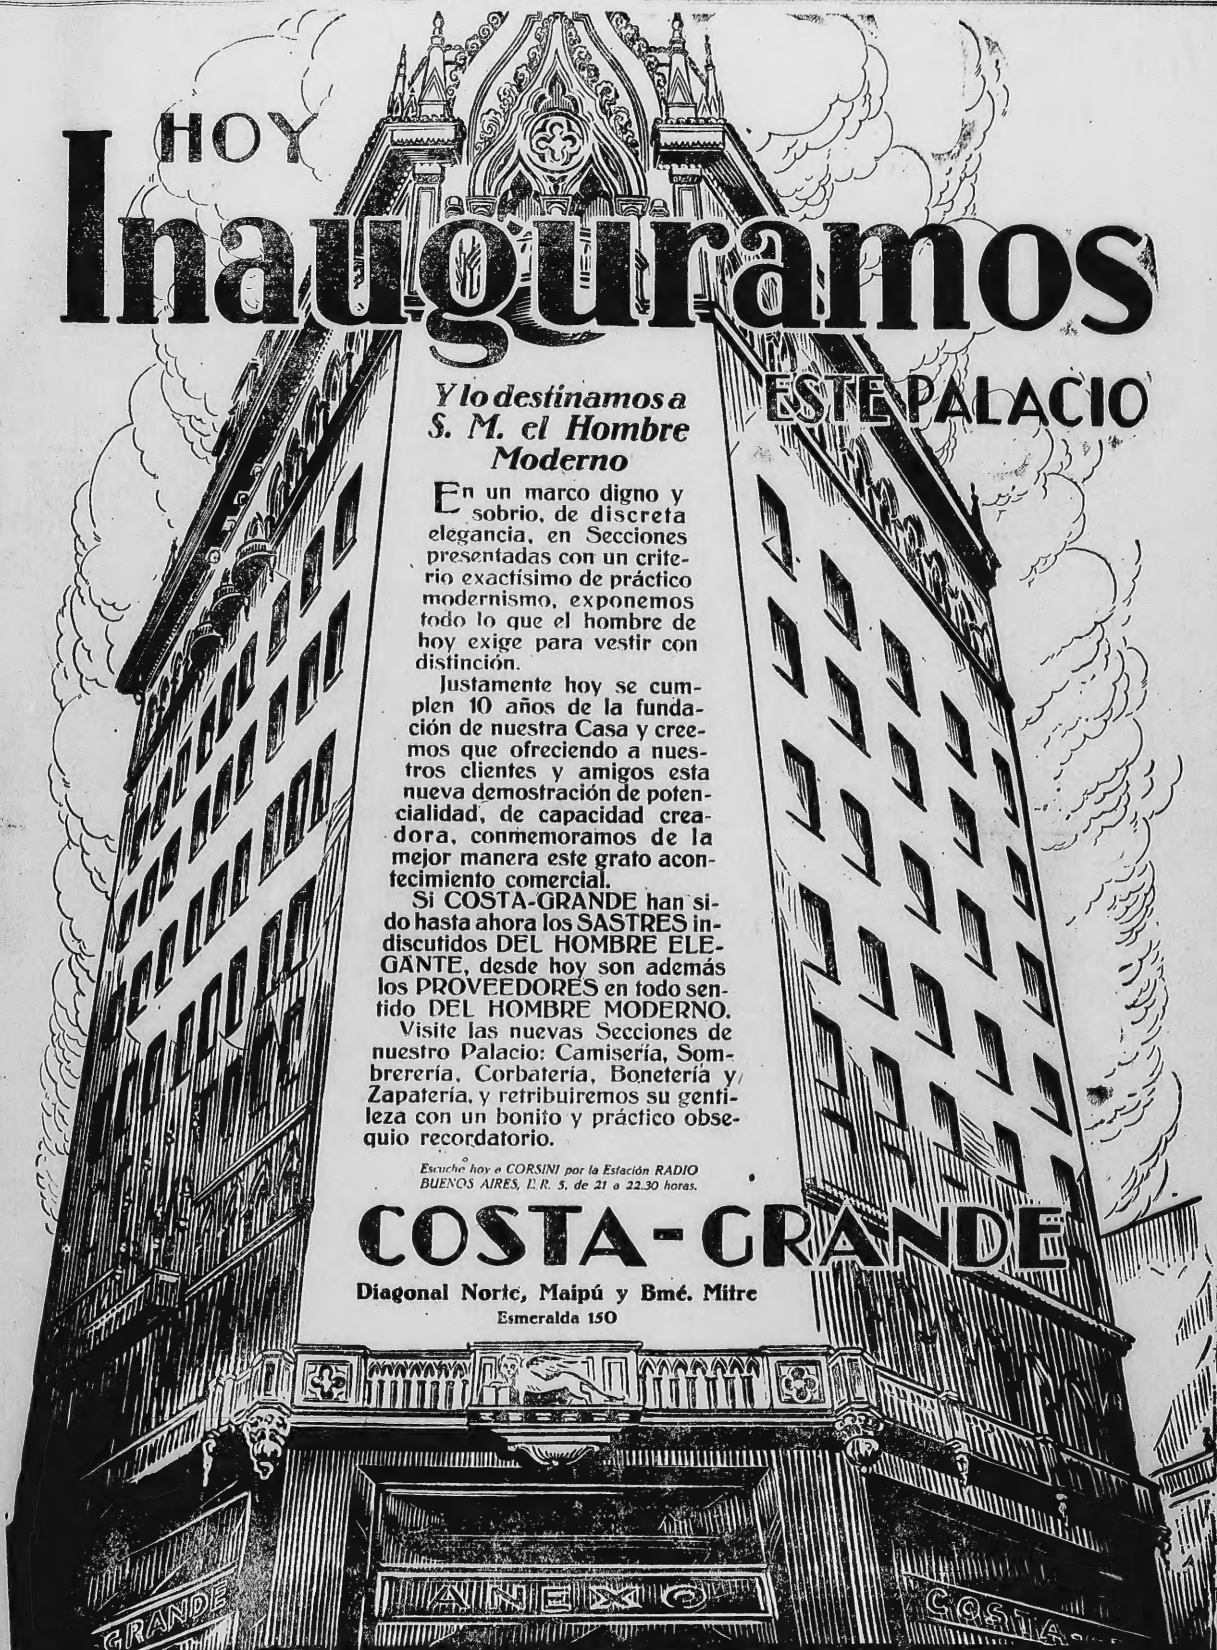 HOY
Inauguramos
ESTE PALACIO
Y lo destinamos a
S. M. el Hombre
Moderno
En un marco digno y
sobrio, de discreta
elegancia, en Secciones
presentadas con un crite-
rio exactísimo de práctico
modernismo, exponemos
todo lo que el hombre de
hoy exige para vestir con
distinción.
Justamente hoy se cum-
plen 10 años de la funda-
ción de nuestra Casa y cree-
mos que ofreciendo a nues-
tros clientes y amigos esta
nueva demostración de poten-
cialidad, de capacidad crea-
dora, conmemoramos de la
mejor manera este grato acon-
tecimiento comercial.
Si COSTA-GRANDE han si-
do hasta ahora los SASTRES in-
discutidos DEL HOMBRE ELE-
GANTE, desde hoy son además
los PROVEEDORES en todo sen-
tido DEL HOMBRE MODERNO.
Visite las nuevas Secciones de
nuestro Palacio: Camisería, Som-
brerería, Corbatería, Bonetería y
Zapatería, y retribuiremos su genti-
leza con un bonito y práctico obse-
quio recordatorio.
Escuche hoy a CORSINI por la Estación RADIO
BUENOS AIRES, L. R. 5. de 21 a 22.30 horas.
COSTA-GRANDE
Diagonal Norte, Maipú y Bmé. Mitre
Esmeralda 150
GRANDE
ANEXO
COSTA